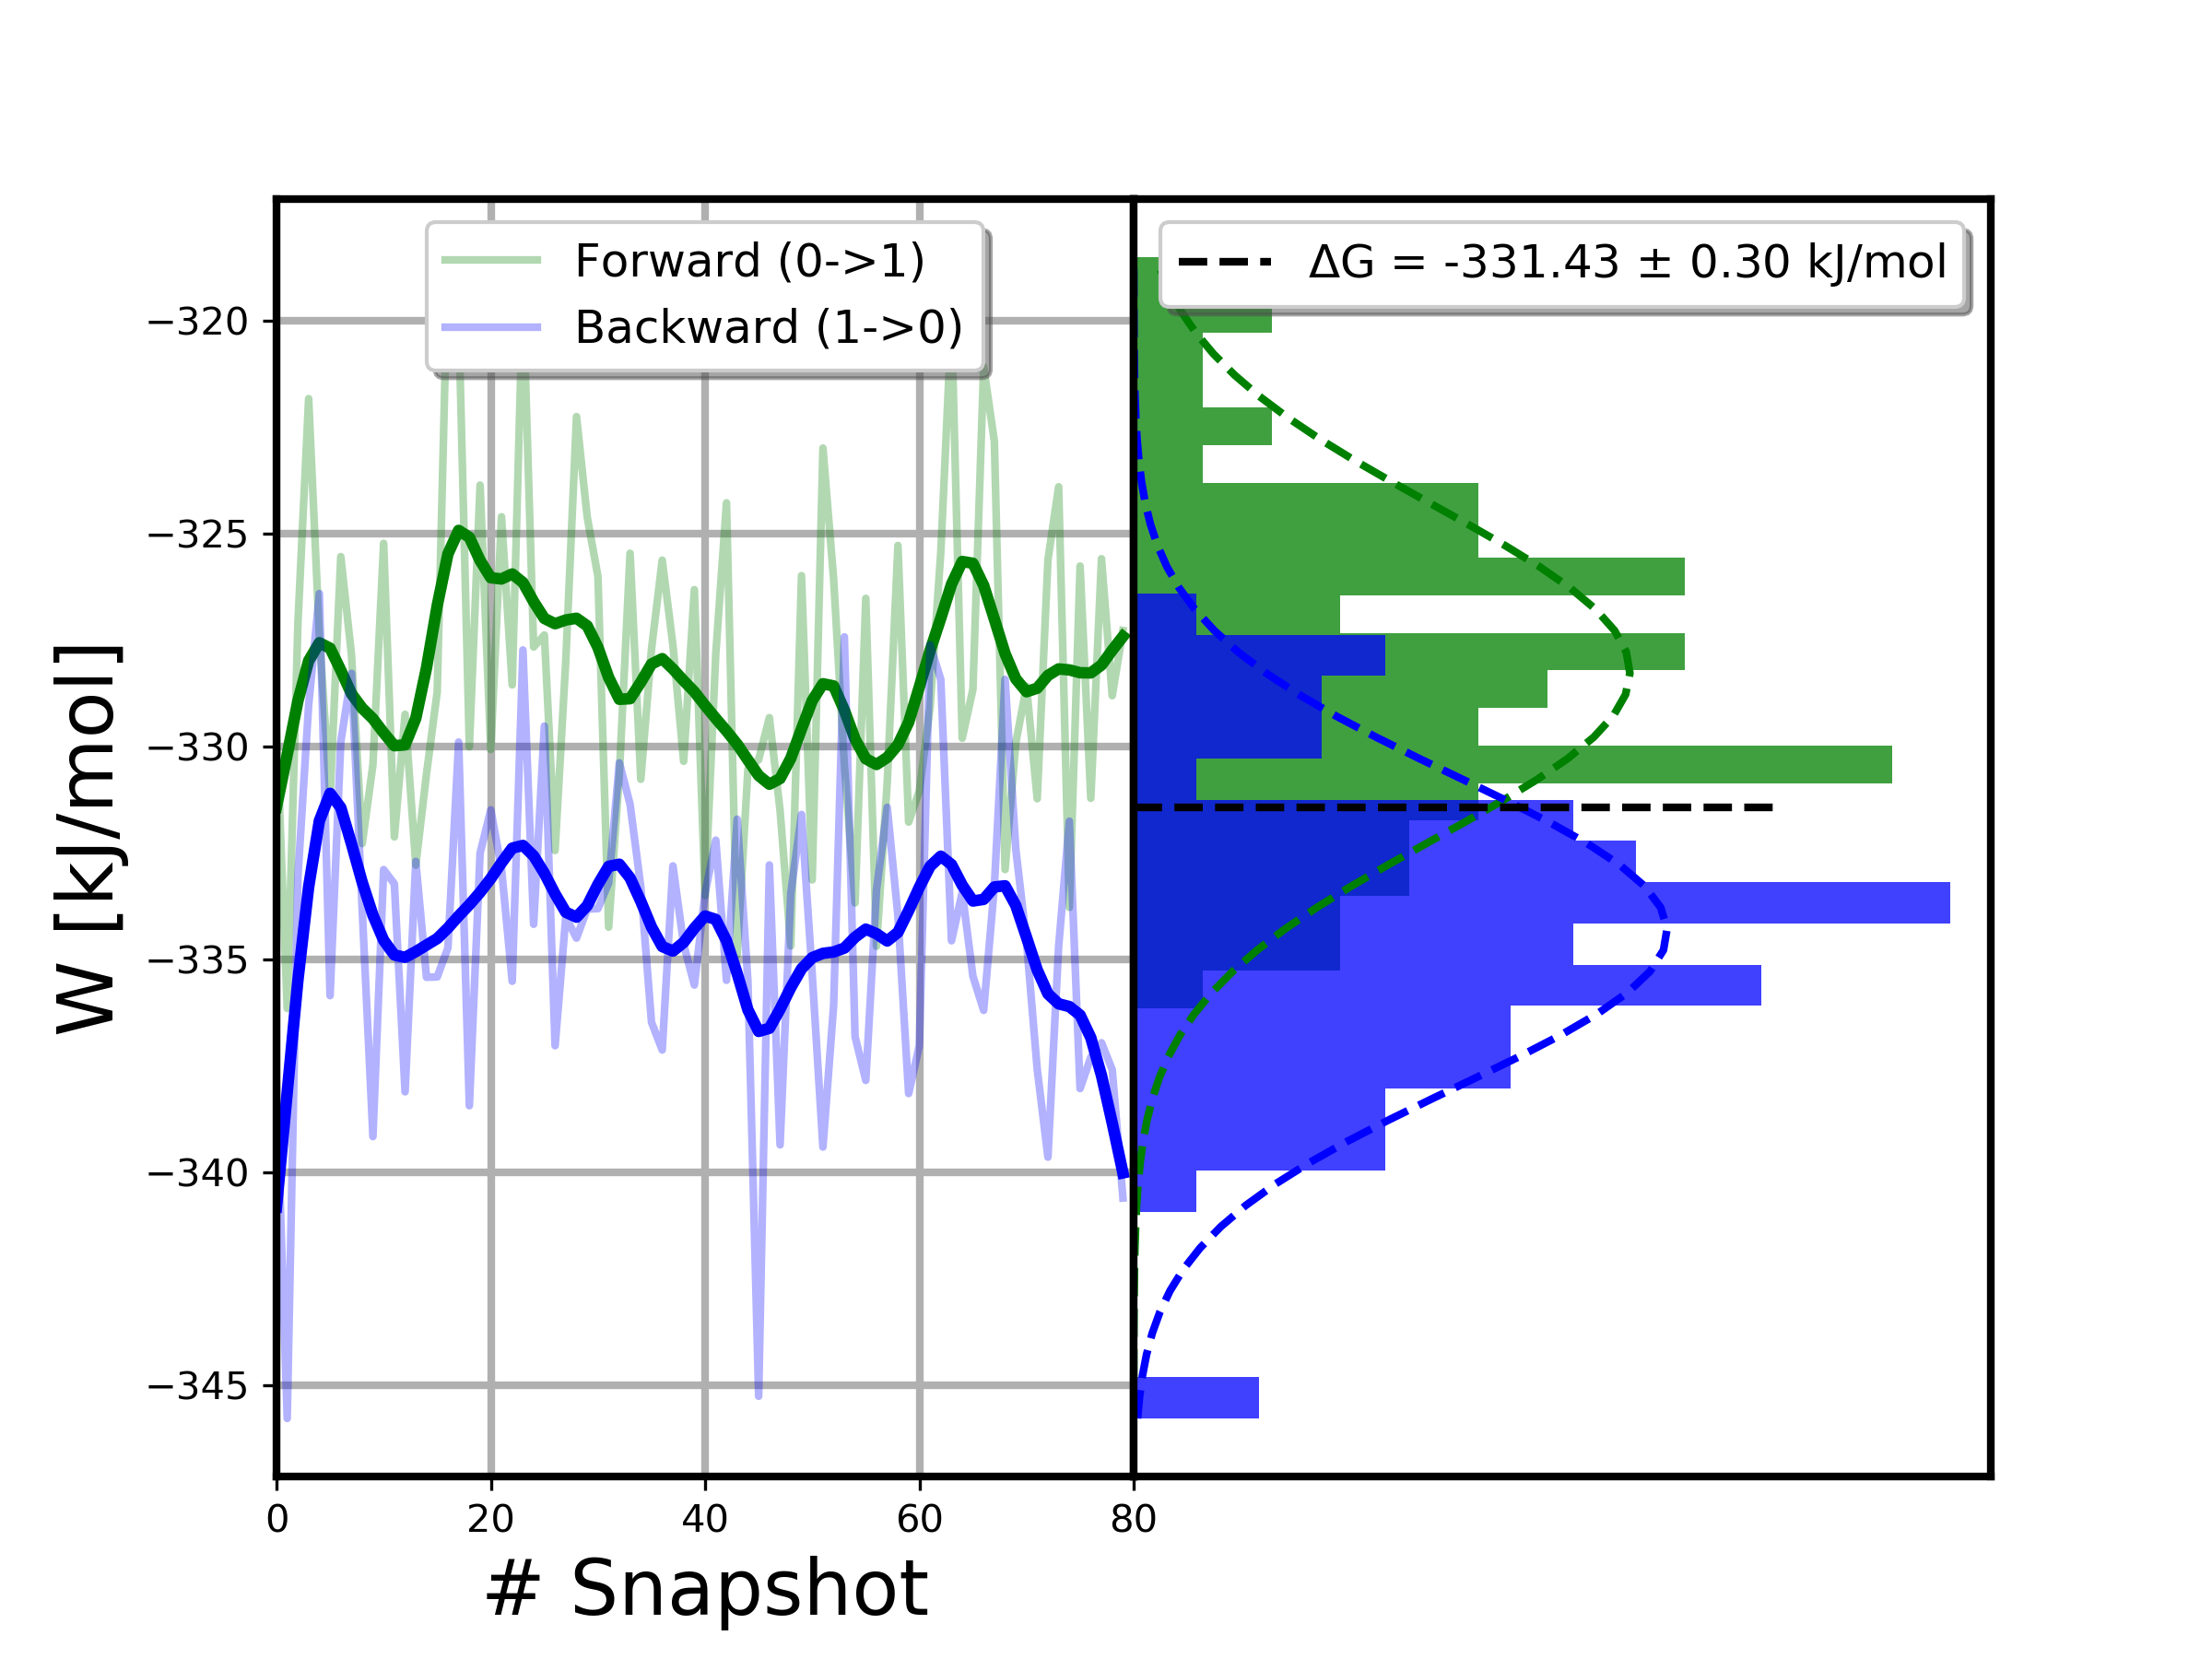 Forward (0->1)
Backward (1->0)
ΔG = -331.43 ± 0.30 kJ/mol
W [kJ/mol]
−320
−325
−330
−335
−340
−345
0 20 40 60 80
# Snapshot